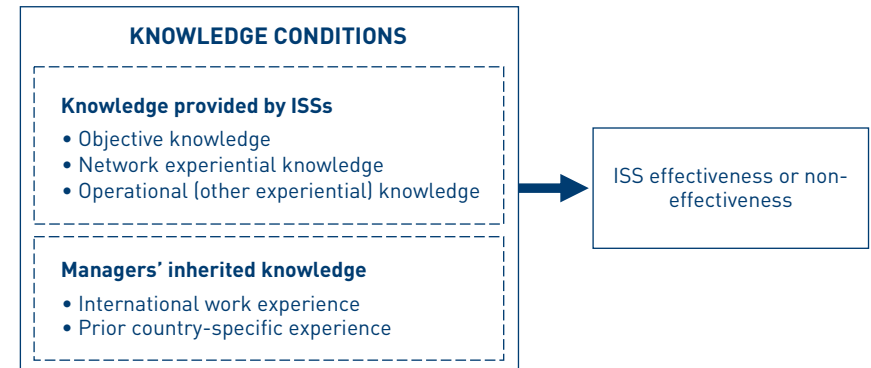 KNOWLEDGE CONDITIONS
Knowledge provided by ISSs
• Objective knowledge
• Network experiential knowledge
• Operational (other experiential) knowledge
Managers’ inherited knowledge
• International work experience
• Prior country-specific experience
ISS effectiveness or non-
effectiveness